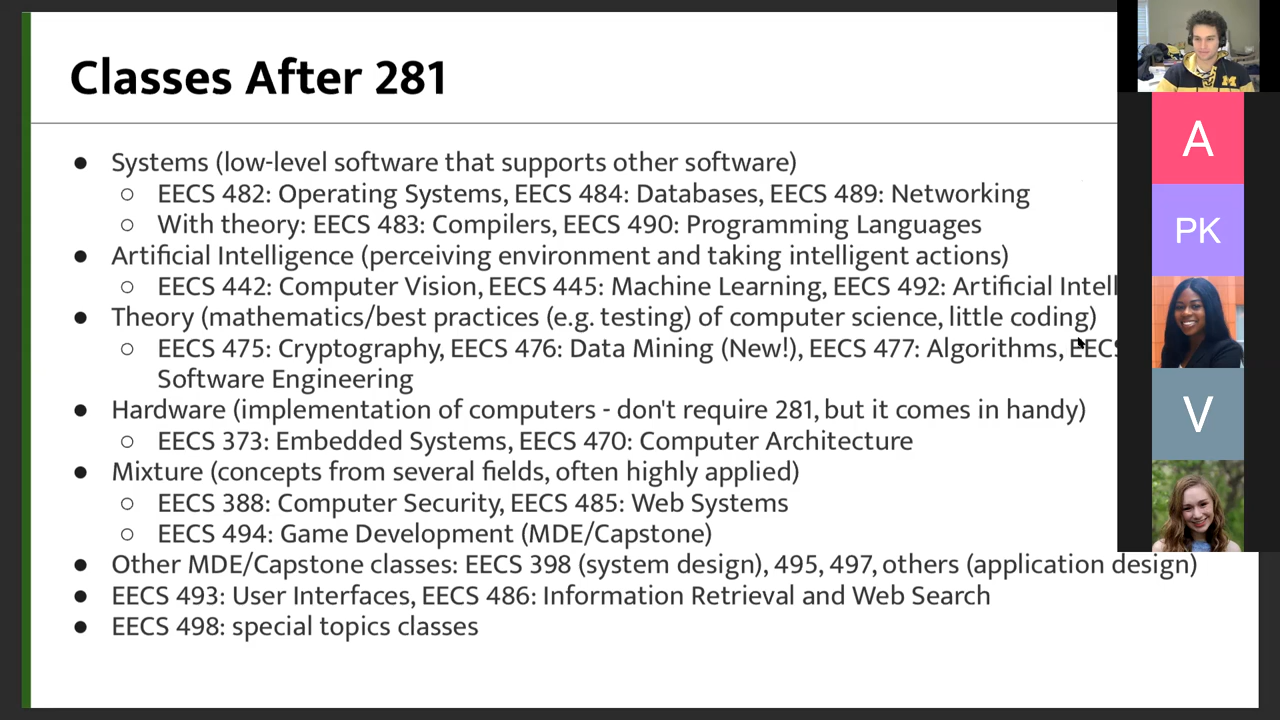 Classes After 281
● Systems (low-level software that supports other software)
○ EECS 482: Operating Systems, EECS 484: Databases, EECS 489: Networking
○ With theory: EECS 483: Compilers, EECS 490: Programming Languages
● Artificial Intelligence (perceiving environment and taking intelligent actions)
○ EECS 442: Computer Vision, EECS 445: Machine Learning, EECS 492: Artificial Intell
● Theory (mathematics/best practices (e.g. testing) of computer science, little coding)
○ EECS 475: Cryptography, EECS 476: Data Mining (New!), EECS 477: Algorithms, EECS
Software Engineering
● Hardware (implementation of computers - don't require 281, but it comes in handy)
○ EECS 373: Embedded Systems, EECS 470: Computer Architecture
● Mixture (concepts from several fields, often highly applied)
○ EECS 388: Computer Security, EECS 485: Web Systems
○ EECS 494: Game Development (MDE/Capstone)
● Other MDE/Capstone classes: EECS 398 (system design), 495, 497, others (application design)
● EECS 493: User Interfaces, EECS 486: Information Retrieval and Web Search
● EECS 498: special topics classes
M
A
PK
V